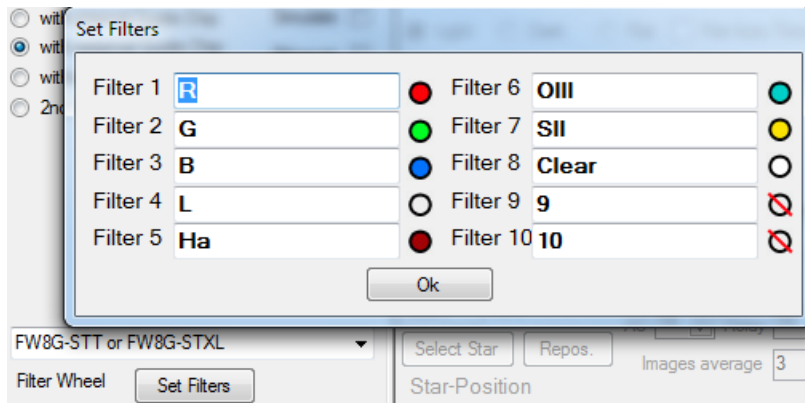 Set Filters
Filter 1 R
Filter 6 OIII
Filter 2 G
Filter 7 SII
Filter 3 B
Filter 8 Clear
Filter 4 L
Filter 9 9
Filter 5 Ha
Filter 10 10
Ok
FW8G-STT or FW8G-STXL
Select Star Repos.
Images average 3
Filter Wheel Set Filters
Star-Position